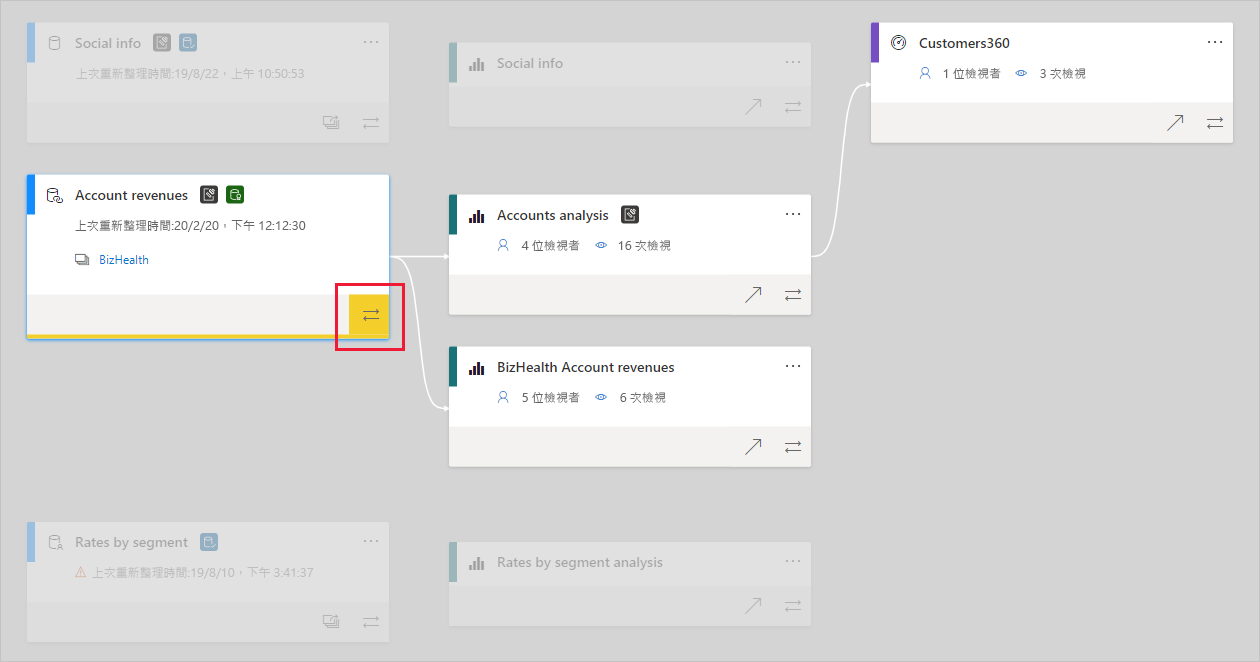 Social info
上次重新整理時間:19/8/22，上午 10:50:53
Account revenues
上次重新整理時間:20/2/20，下午 12:12:30
BizHealth
Rates by segment
上次重新整理時間:19/8/10，下午 3:41:37
Social info
Accounts analysis
4 位檢視者 16 次檢視
BizHealth Account revenues
5 位檢視者 6 次檢視
Rates by segment analysis
Customers360
1 位檢視者 3 次檢視